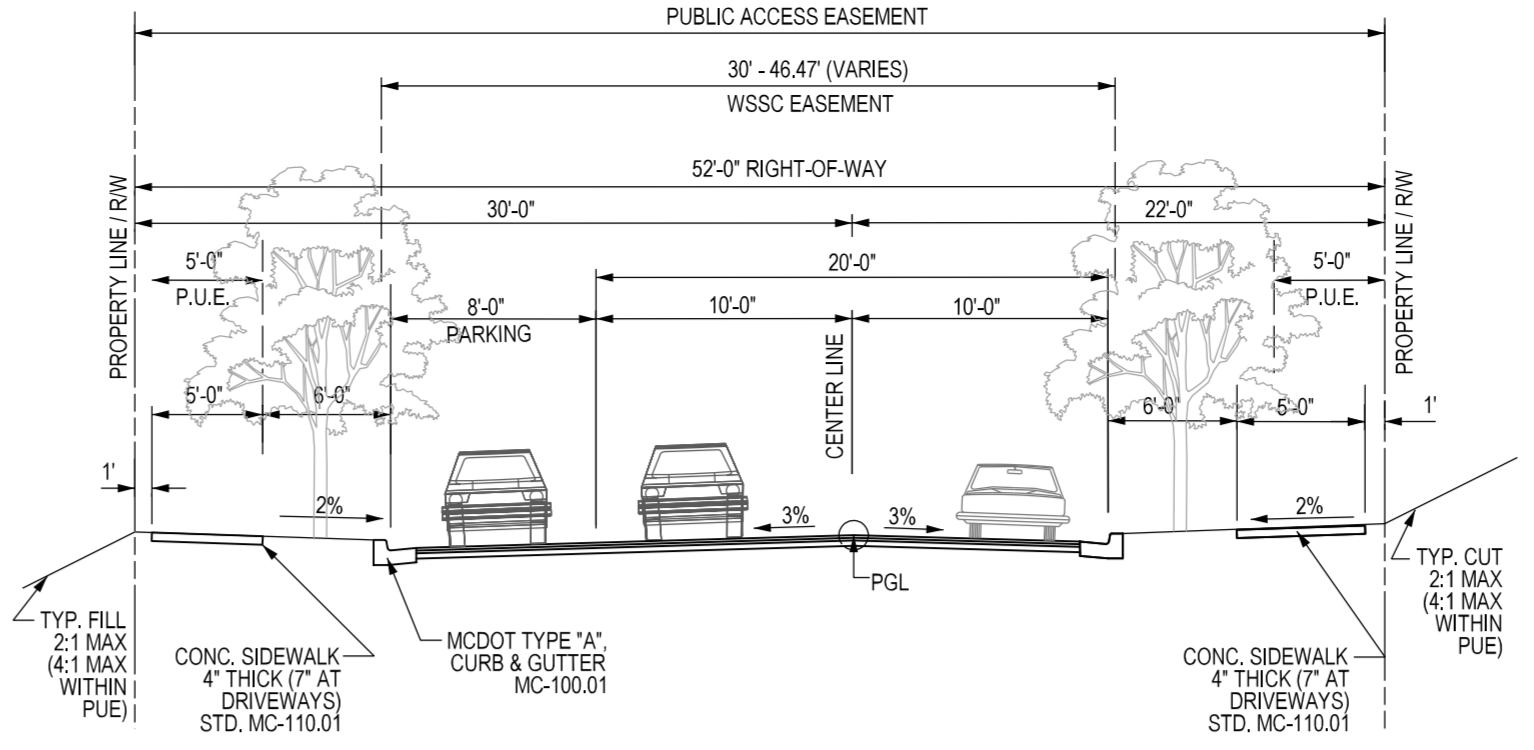 PUBLIC ACCESS EASEMENT
30' - 46.47' (VARIES)
WSSC EASEMENT
52'-0" RIGHT-OF-WAY
30'-0"
22'-0"
PROPERTY LINE / R/W
PROPERTY LINE / R/W
5'-0"
P.U.E.
20'-0"
5'-0"
P.U.E.
8'-0"
PARKING
10'-0"
10'-0"
CENTER LINE
5'-0"
6'-0"
6'-0"
5'-0"
1'
1'
2%
3%
3%
2%
PGL
TYP. FILL
2:1 MAX
(4:1 MAX
WITHIN
PUE)
CONC. SIDEWALK
4" THICK (7" AT
DRIVEWAYS)
STD. MC-110.01
MCDOT TYPE "A",
CURB & GUTTER
MC-100.01
CONC. SIDEWALK
4" THICK (7" AT
DRIVEWAYS)
STD. MC-110.01
TYP. CUT
2:1 MAX
(4:1 MAX
WITHIN
PUE)